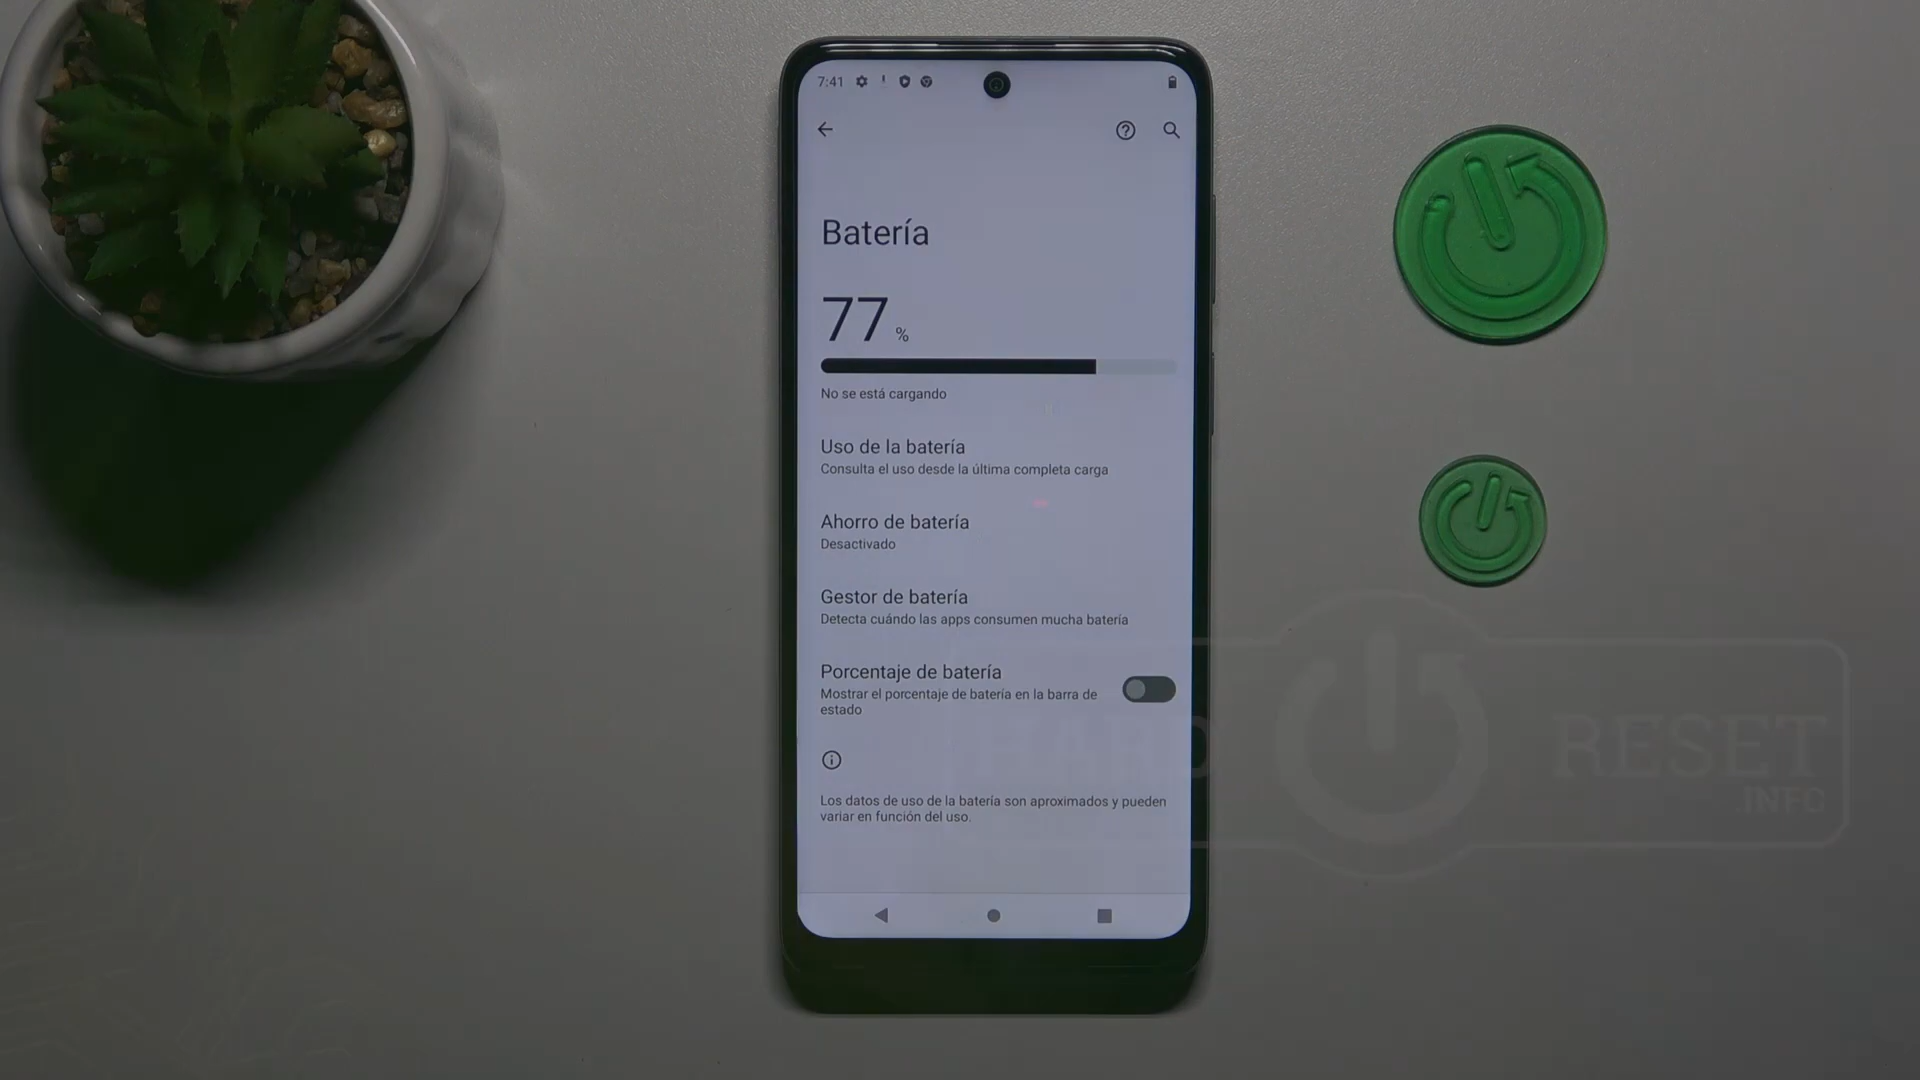 7:41
Batería
77 %
No se está cargando
Uso de la batería
Consulta el uso desde la última completa carga
Ahorro de batería
Desactivado
Gestor de batería
Detecta cuándo las apps consumen mucha batería
Porcentaje de batería
Mostrar el porcentaje de batería en la barra de
estado
Los datos de uso de la batería son aproximados y pueden
variar en función del uso.
HARD RESET
.INFO